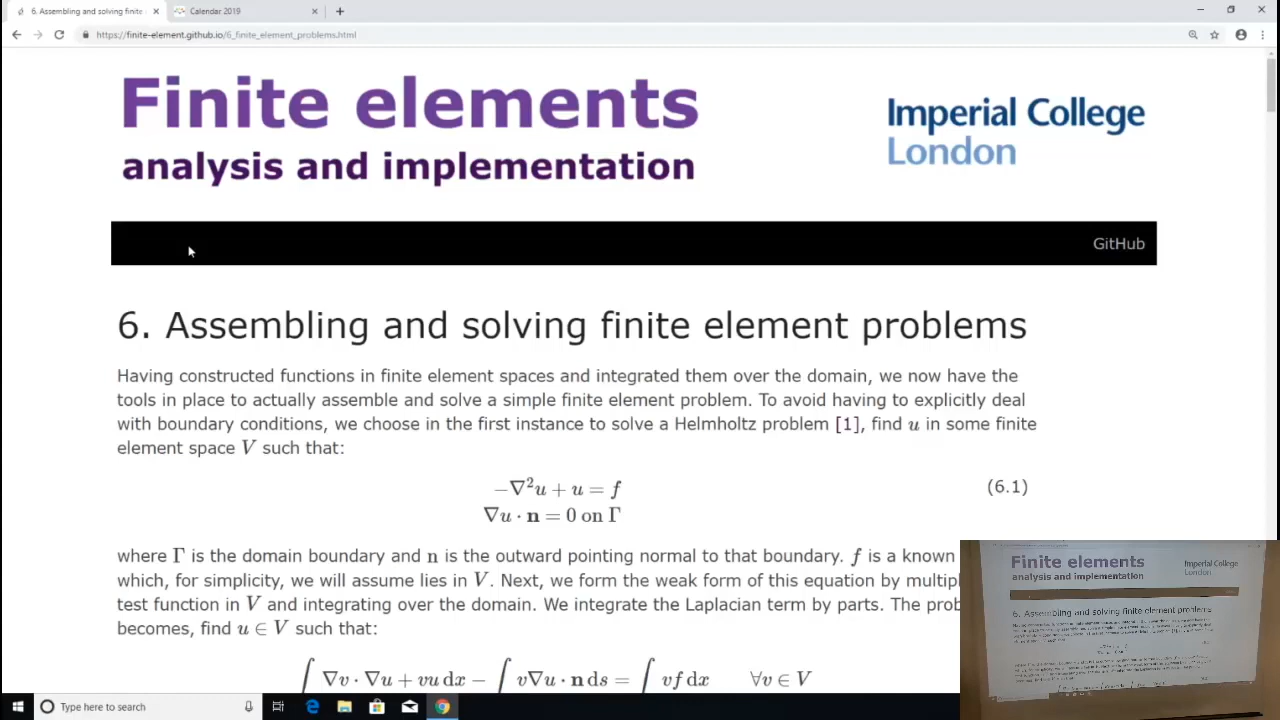 6. Assembling and solving finite
Calendar 2019
https://finite-element.github.io/6_finite_element_problems.html
Finite elements
analysis and implementation
Imperial College
London
GitHub
6. Assembling and solving finite element problems
Having constructed functions in finite element spaces and integrated them over the domain, we now have the
tools in place to actually assemble and solve a simple finite element problem. To avoid having to explicitly deal
with boundary conditions, we choose in the first instance to solve a Helmholtz problem [1], find u in some finite
element space V such that:
−∇²u + u = f
(6.1)
∇u · n = 0 on Γ
where Γ is the domain boundary and n is the outward pointing normal to that boundary. f is a known
which, for simplicity, we will assume lies in V. Next, we form the weak form of this equation by
test function in V and integrating over the domain. We integrate the Laplacian term by parts. The
becomes, find u ∈ V such that:
∫ ∇v · ∇u + vu dx − ∫ v∇u · n ds = ∫ vf dx ∀v ∈ V
Finite elements
analysis and implementation
Imperial College
London
6. Assembling and solving finite element problems
Type here to search